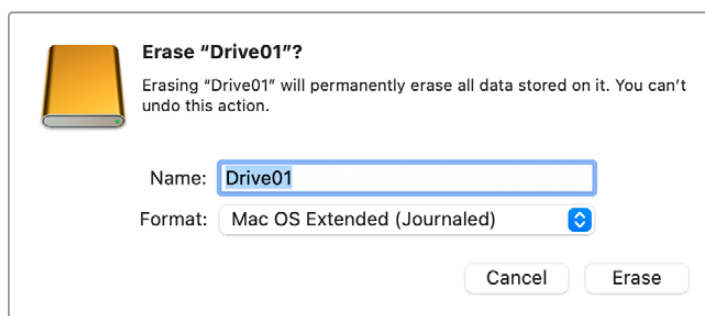 Erase “Drive01”?
Erasing “Drive01” will permanently erase all data stored on it. You can’t
undo this action.
Name: Drive01
Format: Mac OS Extended (Journaled)
Cancel Erase